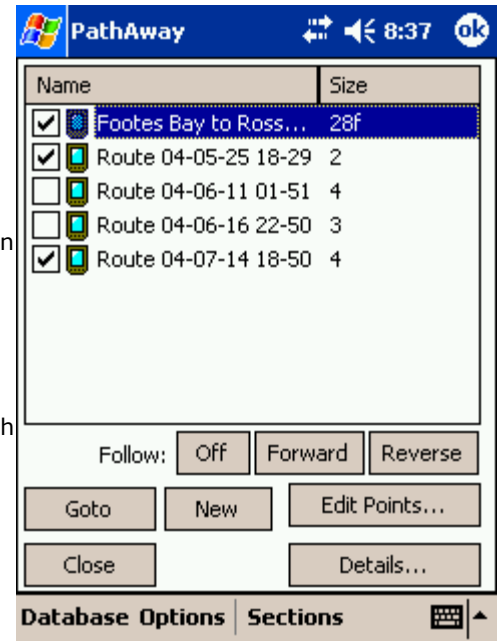 PathAway 8:37 ok
Name Size
Footes Bay to Ross... 28f
Route 04-05-25 18-29 2
Route 04-06-11 01-51 4
Route 04-06-16 22-50 3
n
Route 04-07-14 18-50 4
h
Follow: Off Forward Reverse
Goto New Edit Points...
Close Details...
Database Options Sections